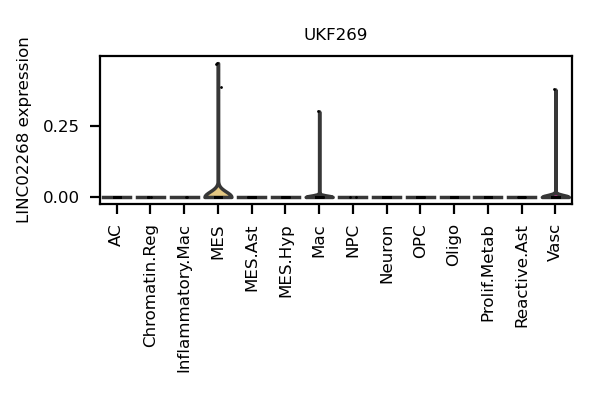 UKF269
LINC02268 expression
0.25
0.00
AC
Chromatin.Reg
Inflammatory.Mac
MES
MES.Ast
MES.Hyp
Mac
NPC
Neuron
OPC
Oligo
Prolif.Metab
Reactive.Ast
Vasc